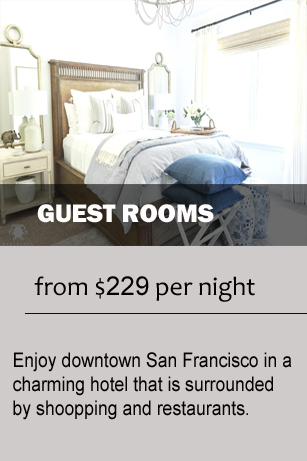 GUEST ROOMS
from $229 per night
Enjoy downtown San Francisco in a
charming hotel that is surrounded
by shoopping and restaurants.